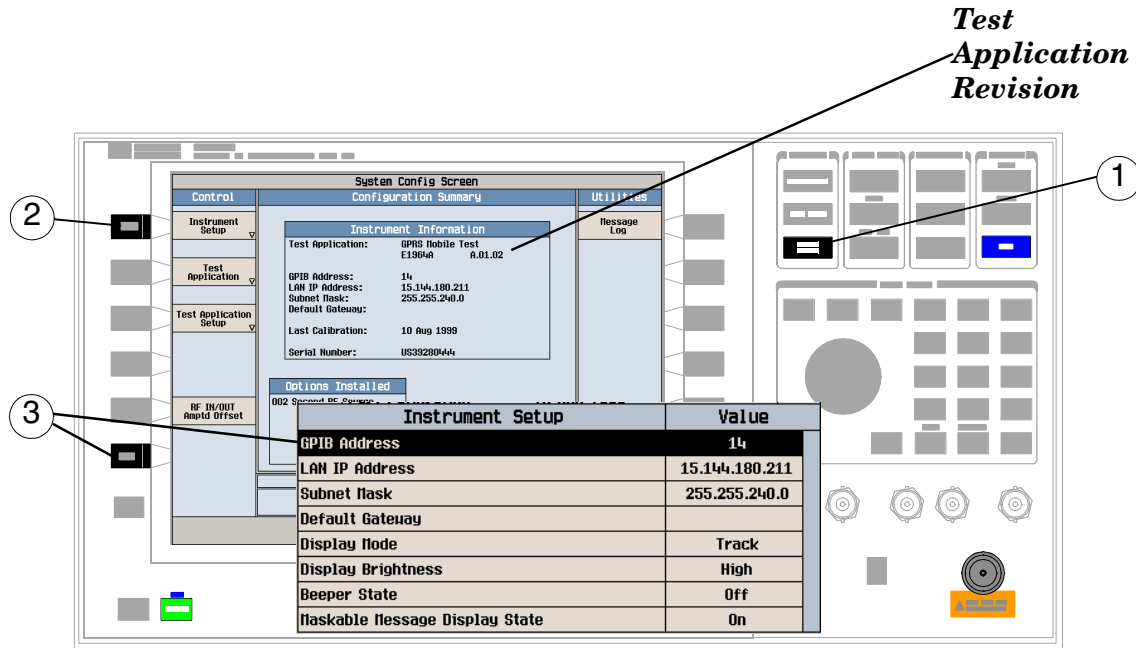 Test
Application
Revision
1
2
3
System Config Screen
Control
Configuration Summary
Utilities
Instrument
Setup
Test
Application
Test Application
Setup
RF IN/OUT
Amptd Offset
Instrument Information
Test Application: GPRS Mobile Test
E1964A A.01.02
GPIB Address: 14
LAN IP Address: 15.144.180.211
Subnet Mask: 255.255.240.0
Default Gateway:
Last Calibration: 10 Aug 1999
Serial Number: US39280444
Message
Log
Options Installed
002 Second RF Source
Instrument Setup Value
GPIB Address 14
LAN IP Address 15.144.180.211
Subnet Mask 255.255.240.0
Default Gateway
Display Mode Track
Display Brightness High
Beeper State Off
Maskable Message Display State On